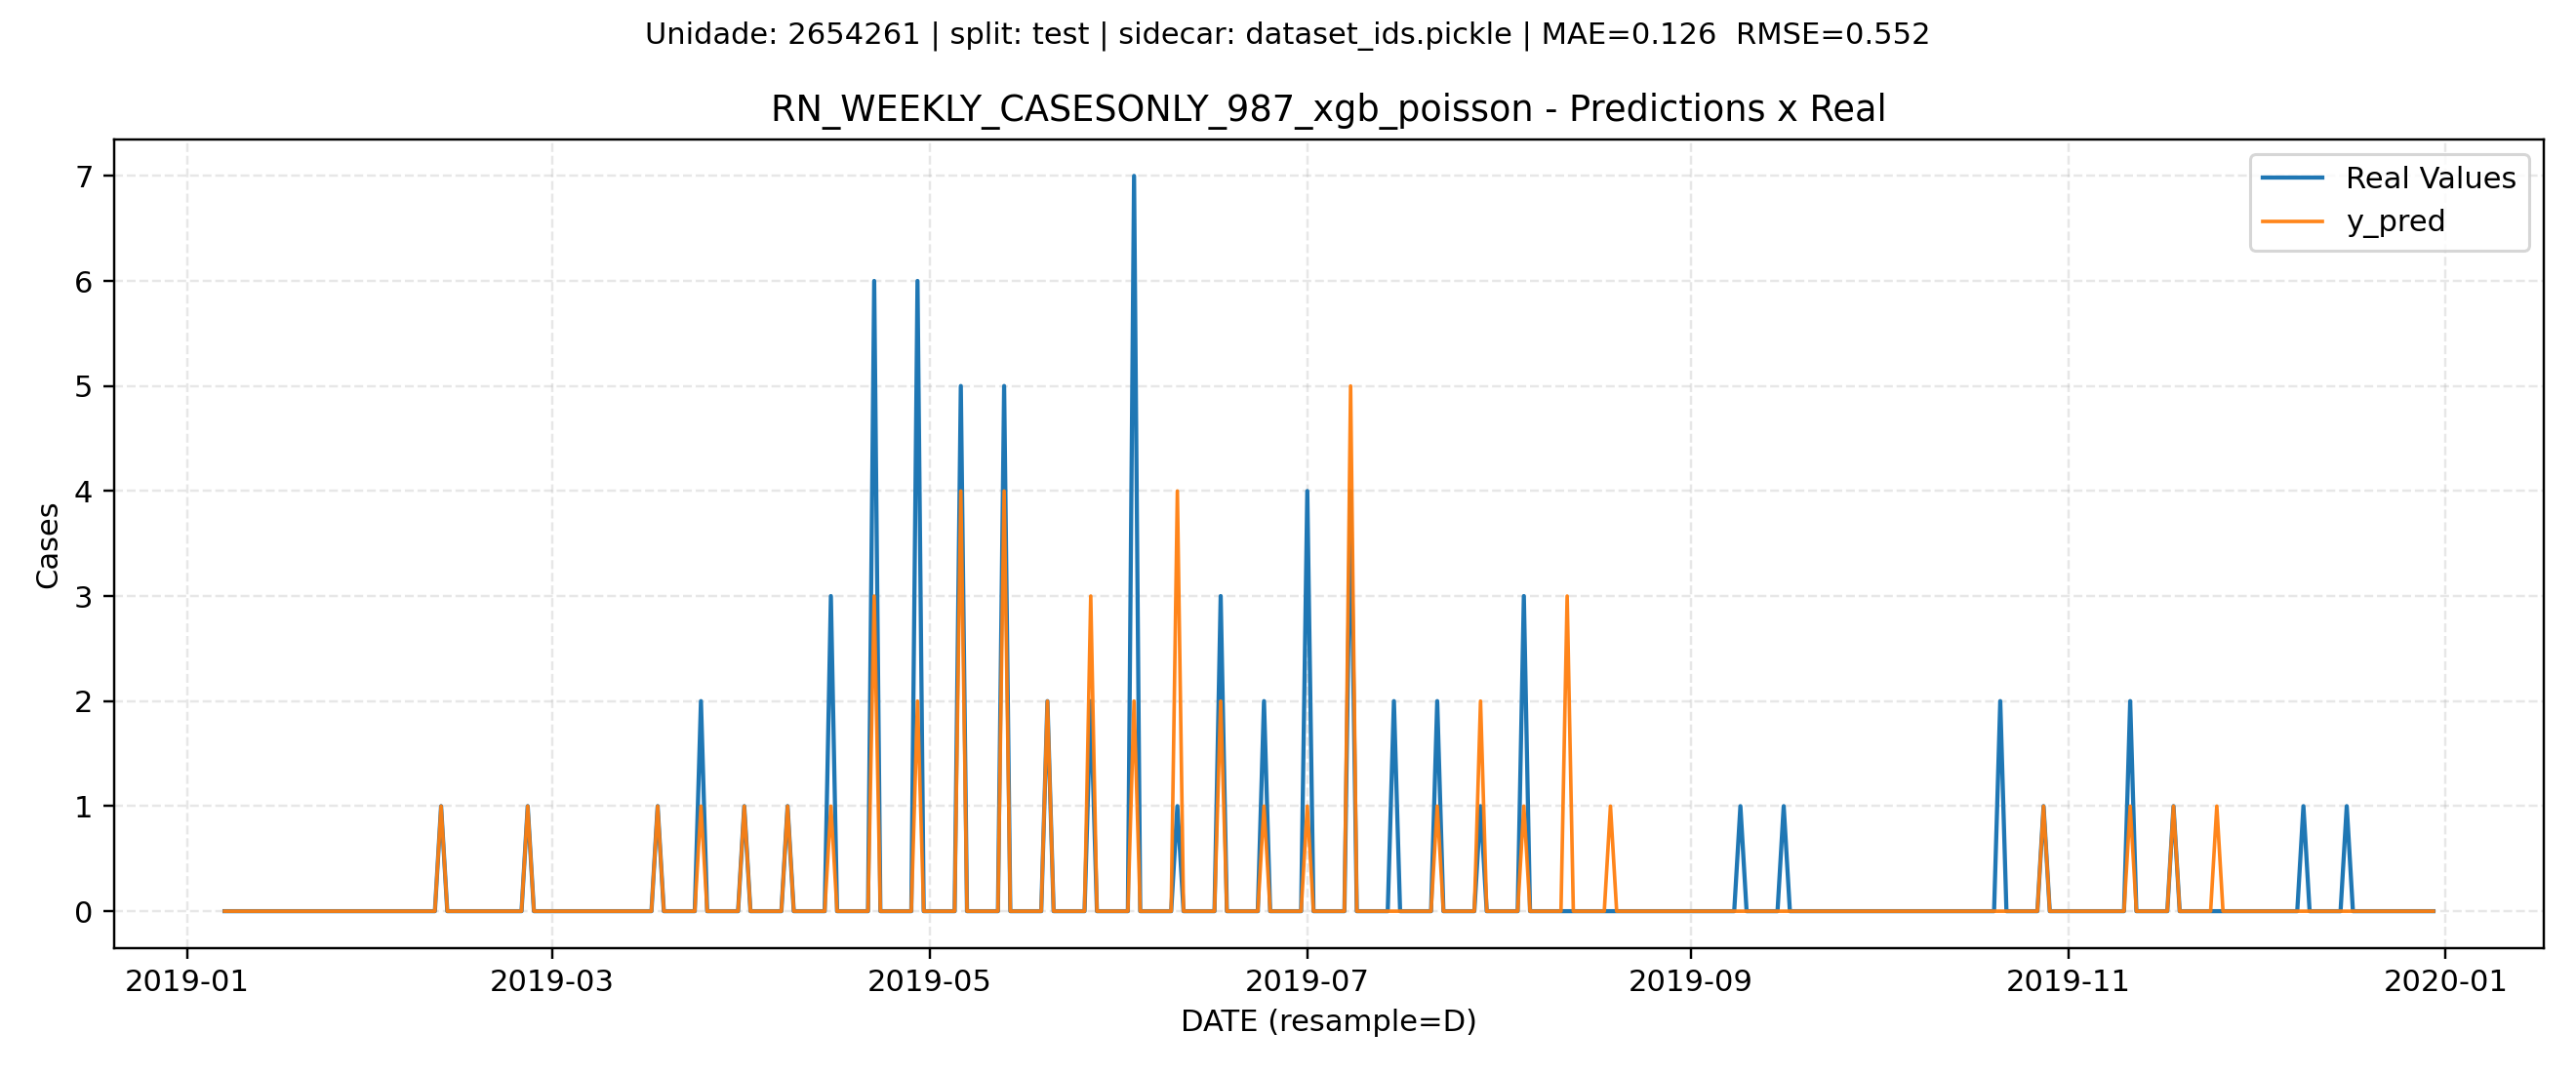 Unidade: 2654261 | split: test | sidecar: dataset_ids.pickle | MAE=0.126  RMSE=0.552
RN_WEEKLY_CASESONLY_987_xgb_poisson - Predictions x Real
Real Values
y_pred
Cases
7
6
5
4
3
2
1
0
2019-01
2019-03
2019-05
2019-07
2019-09
2019-11
2020-01
DATE (resample=D)